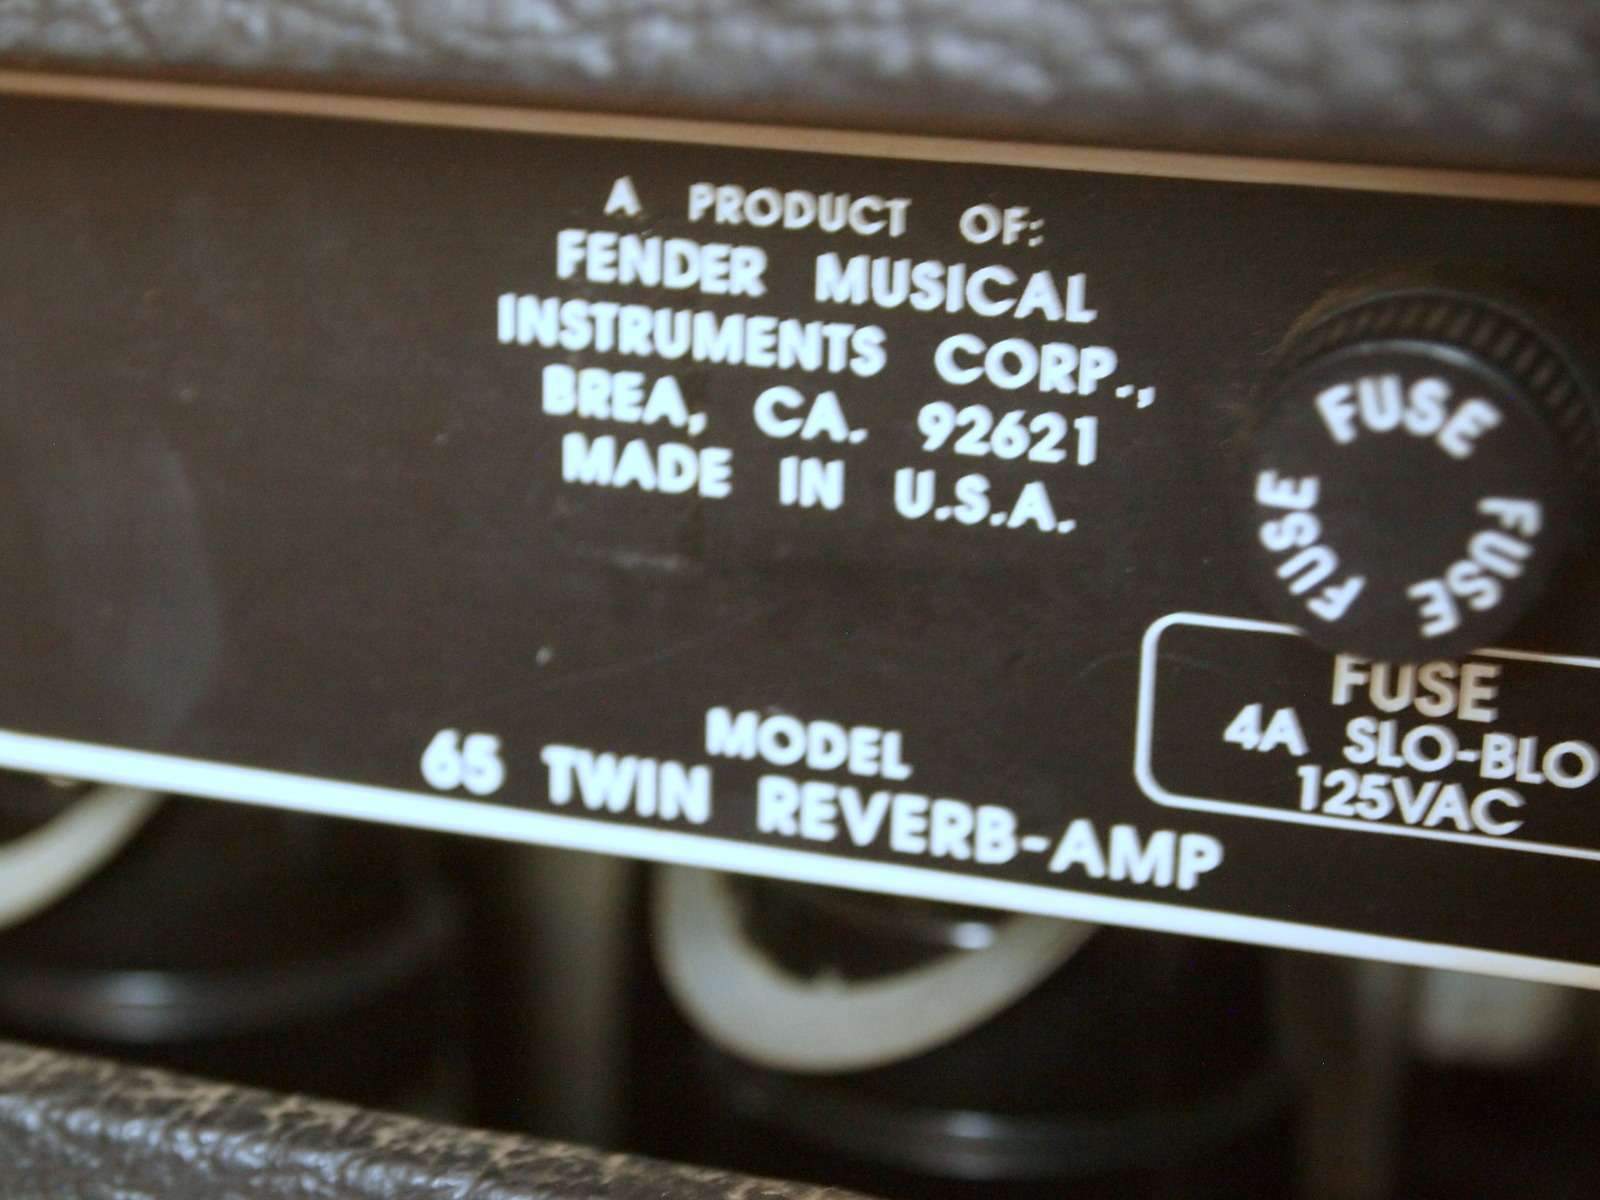 A PRODUCT OF:
FENDER MUSICAL
INSTRUMENTS CORP.,
BREA, CA. 92621
MADE IN U.S.A.
MODEL
65 TWIN REVERB-AMP
FUSE
FUSE
FUSE
FUSE
4A SLO-BLO
125VAC